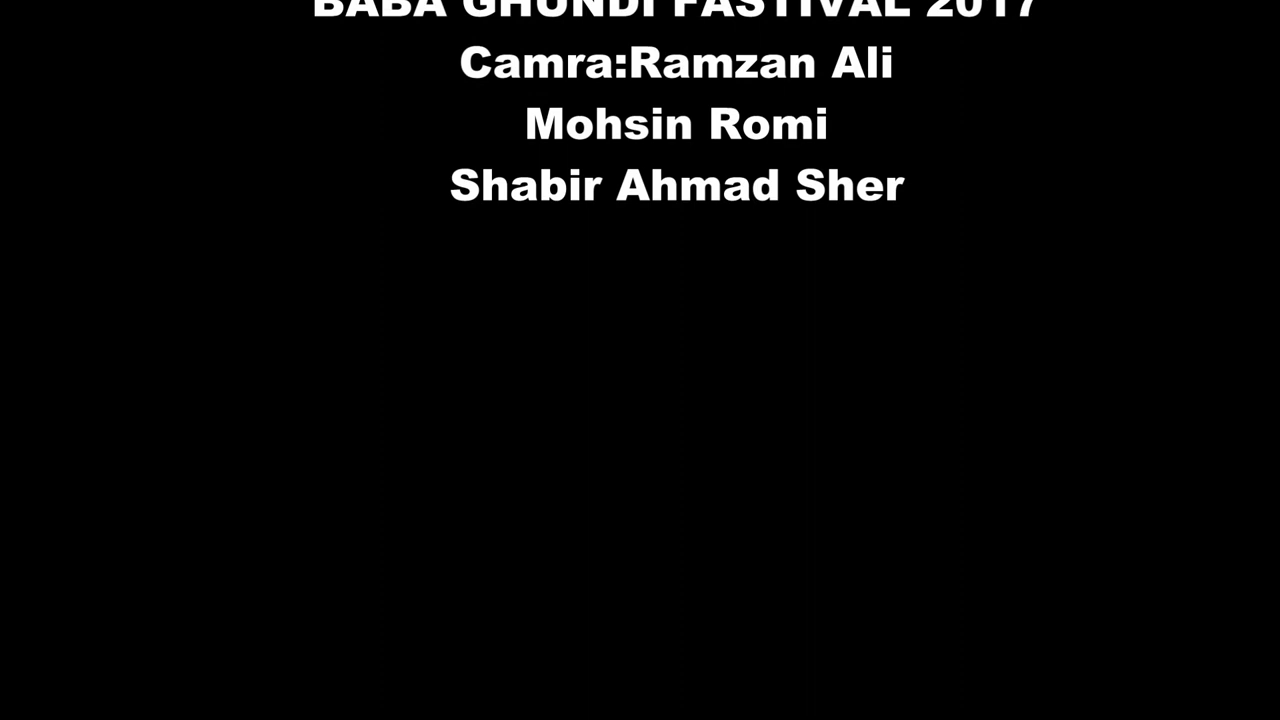 BABA GHUNDI FASTIVAL 2017
Camra:Ramzan Ali
Mohsin Romi
Shabir Ahmad Sher